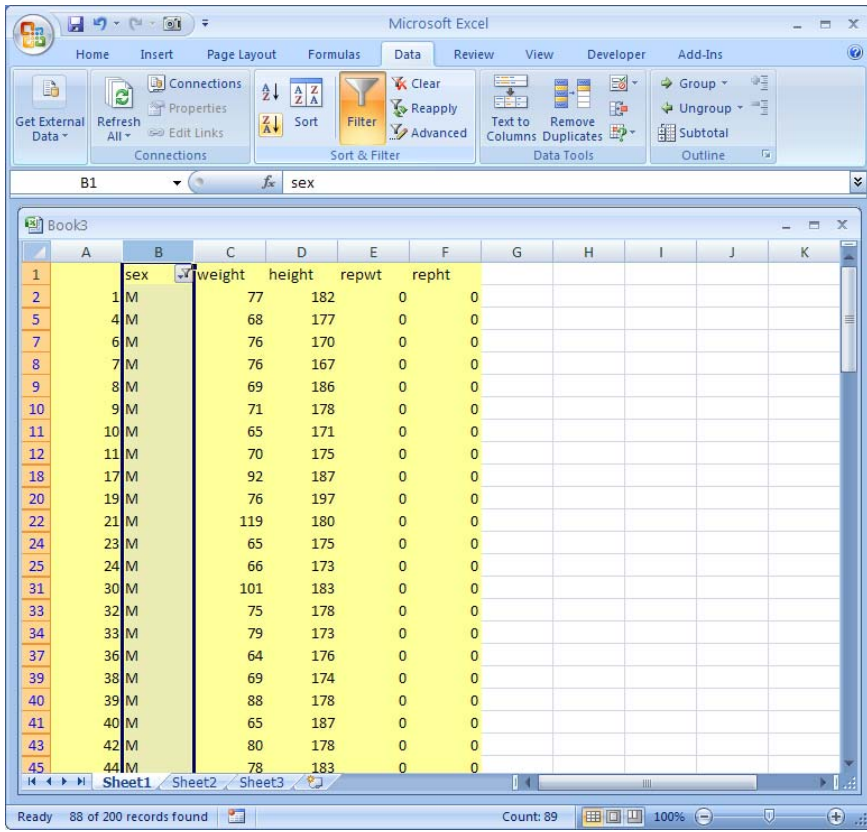 Microsoft Excel
Home Insert Page Layout Formulas Data Review View Developer Add-Ins
Get External Data
Refresh All
Connections
Properties
Edit Links
Connections
Sort
Filter
Clear
Reapply
Advanced
Sort & Filter
Text to Columns
Remove Duplicates
Data Tools
Group
Ungroup
Subtotal
Outline
B1 fx sex
Book3
A B C D E F G H I J K
1 sex weight height repwt repht
2 1 M 77 182 0 0
5 4 M 68 177 0 0
7 6 M 76 170 0 0
8 7 M 76 167 0 0
9 8 M 69 186 0 0
10 9 M 71 178 0 0
11 10 M 65 171 0 0
12 11 M 70 175 0 0
18 17 M 92 187 0 0
20 19 M 76 197 0 0
22 21 M 119 180 0 0
24 23 M 65 175 0 0
25 24 M 66 173 0 0
31 30 M 101 183 0 0
33 32 M 75 178 0 0
34 33 M 79 173 0 0
37 36 M 64 176 0 0
39 38 M 69 174 0 0
40 39 M 88 178 0 0
41 40 M 65 187 0 0
43 42 M 80 178 0 0
45 44 M 78 183 0 0
Sheet1 Sheet2 Sheet3
Ready 88 of 200 records found Count: 89 100%